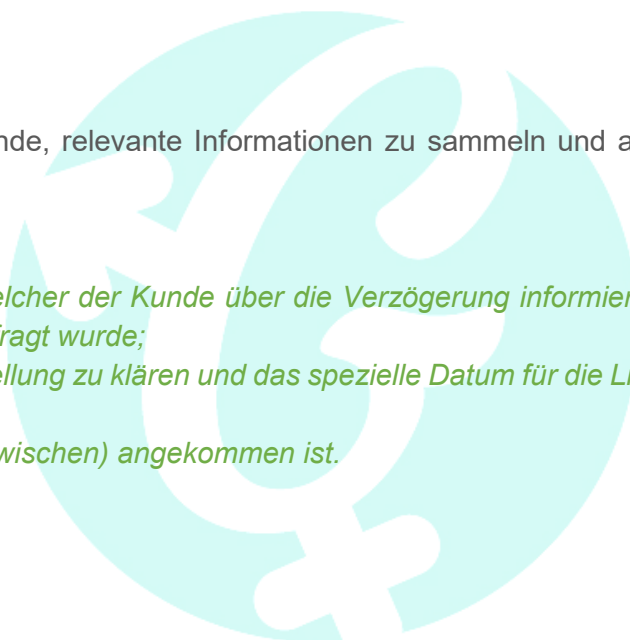 nde, relevante Informationen zu sammeln und a
elcher der Kunde über die Verzögerung informier
fragt wurde;
ellung zu klären und das spezielle Datum für die Li
wischen) angekommen ist.